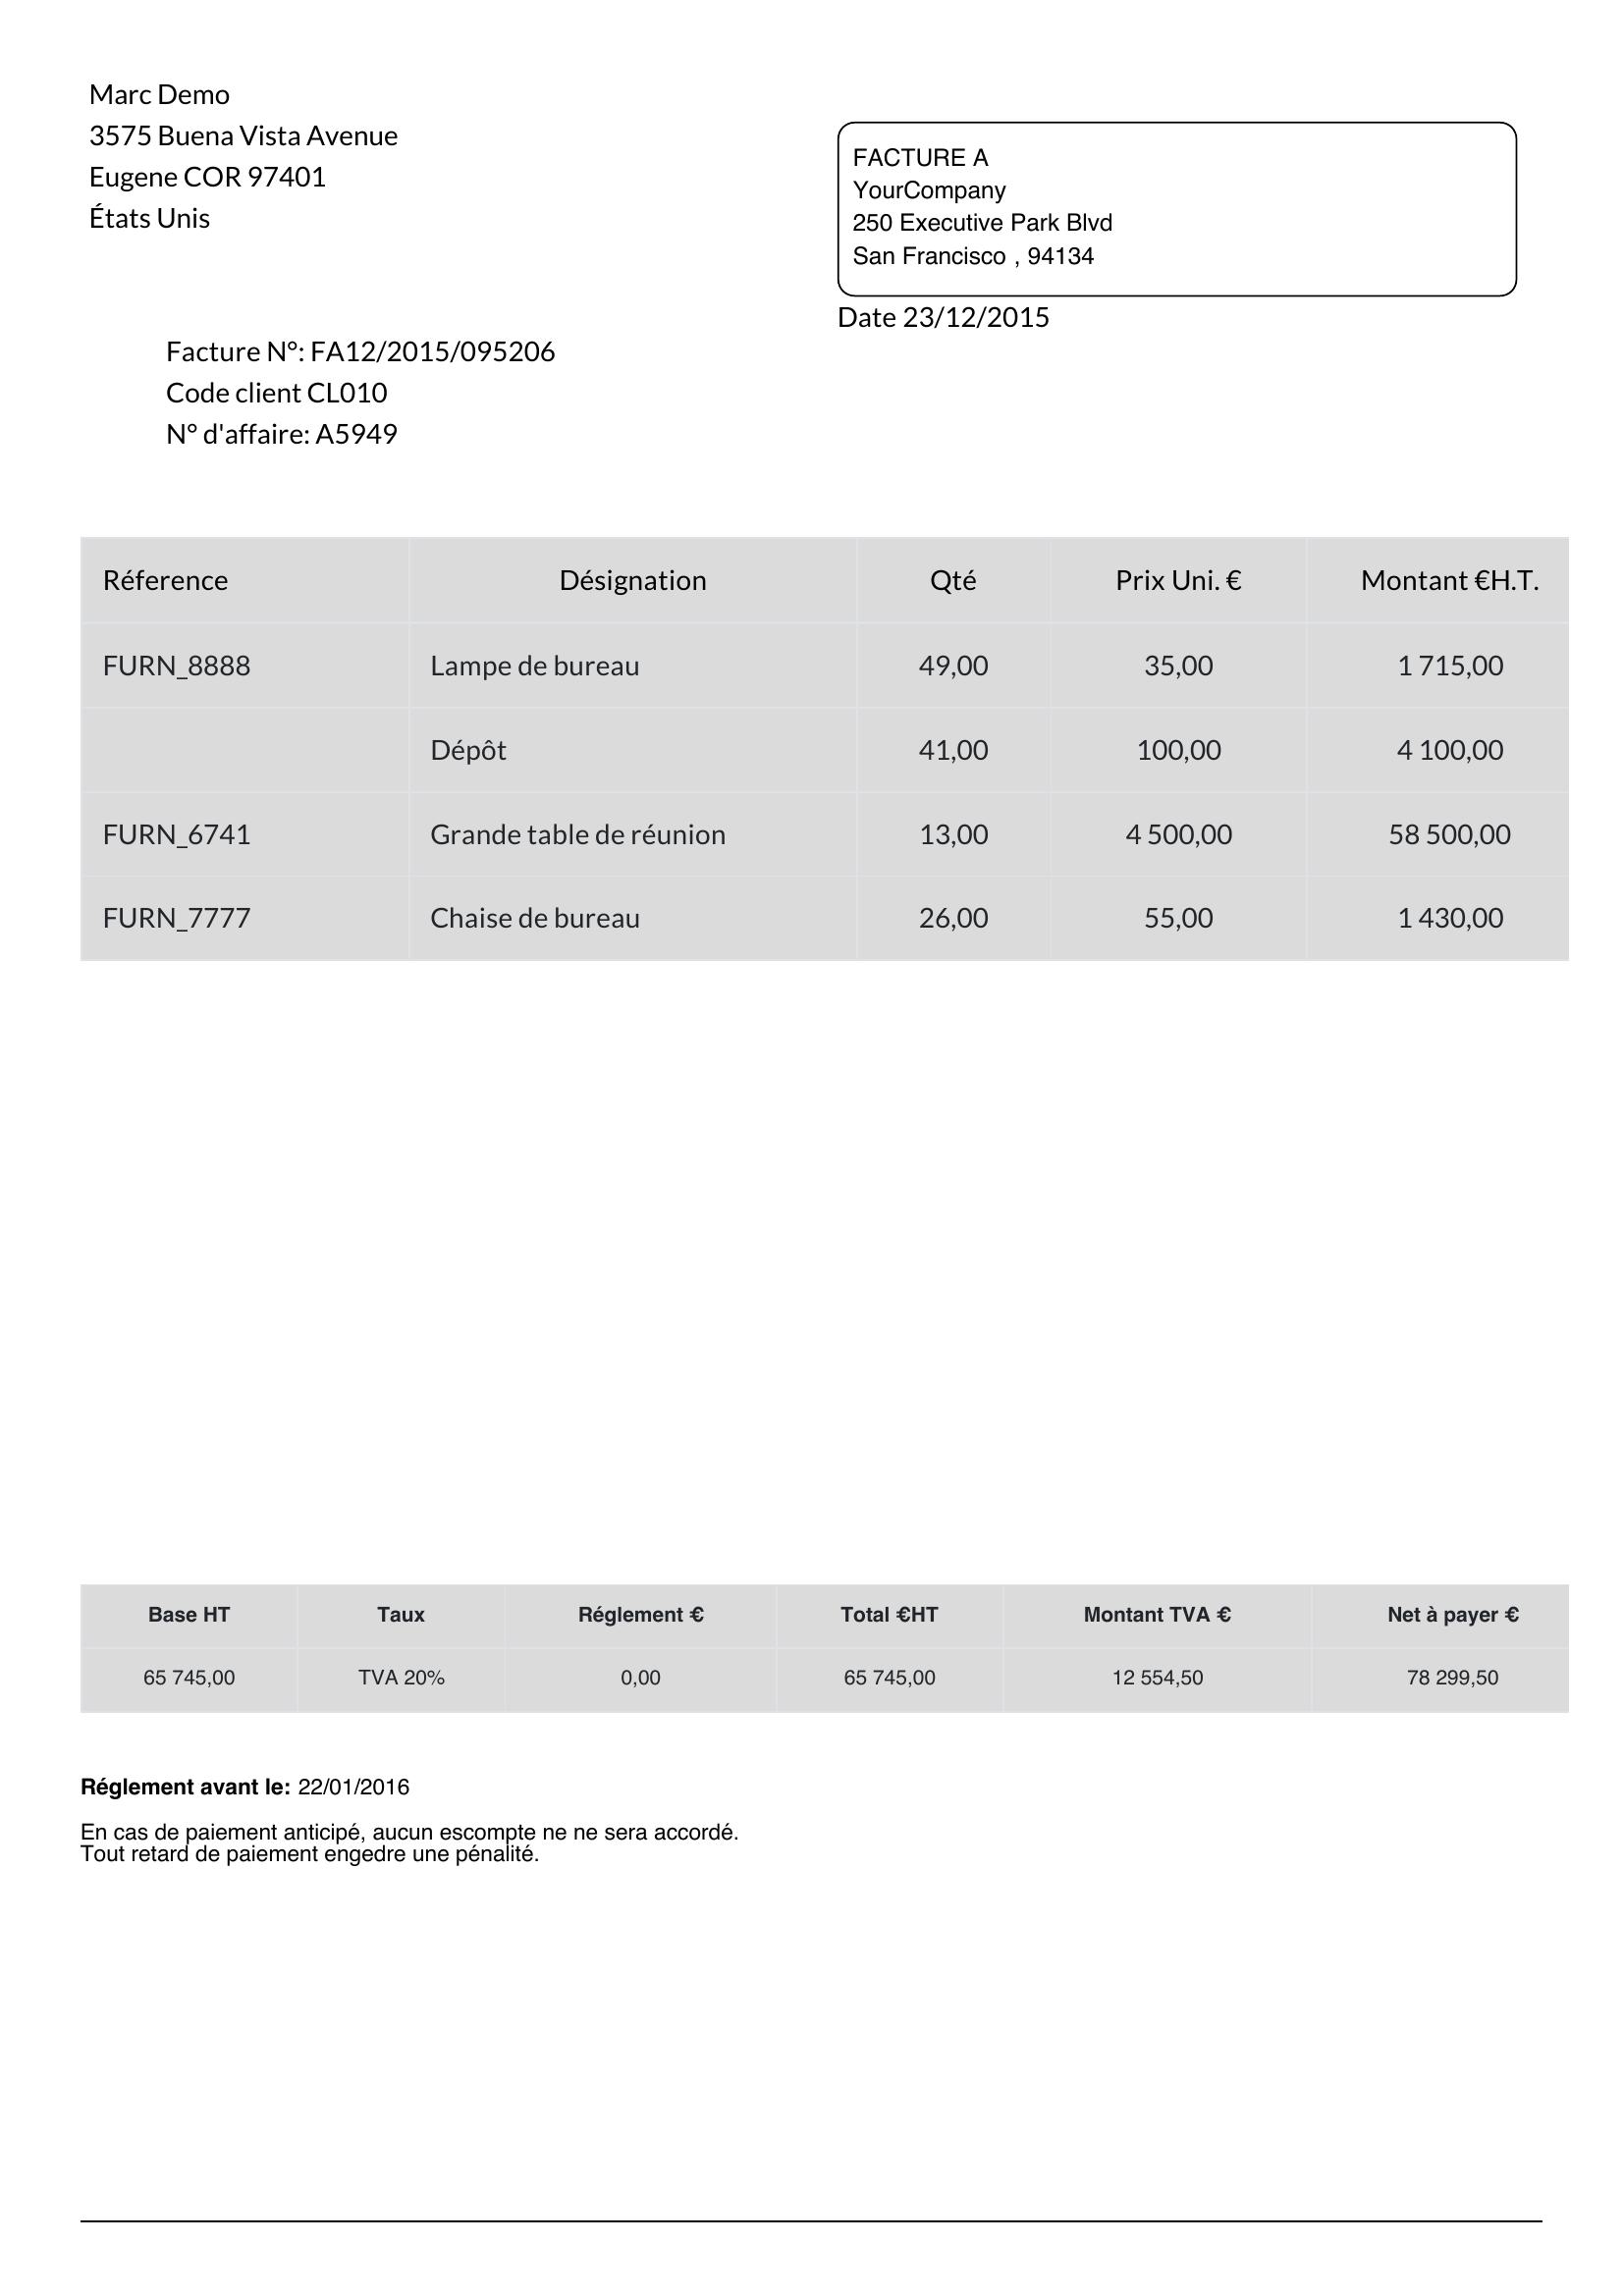 Marc Demo
3575 Buena Vista Avenue
Eugene COR 97401
États Unis
FACTURE A
YourCompany
250 Executive Park Blvd
San Francisco , 94134
Date 23/12/2015
Facture N°: FA12/2015/095206
Code client CL010
N° d'affaire: A5949
Réference Désignation Qté Prix Uni. € Montant €H.T.
FURN_8888 Lampe de bureau 49,00 35,00 1 715,00
Dépôt 41,00 100,00 4 100,00
FURN_6741 Grande table de réunion 13,00 4 500,00 58 500,00
FURN_7777 Chaise de bureau 26,00 55,00 1 430,00
Base HT Taux Réglement € Total €HT Montant TVA € Net à payer €
65 745,00 TVA 20% 0,00 65 745,00 12 554,50 78 299,50
Réglement avant le: 22/01/2016
En cas de paiement anticipé, aucun escompte ne ne sera accordé.
Tout retard de paiement engedre une pénalité.